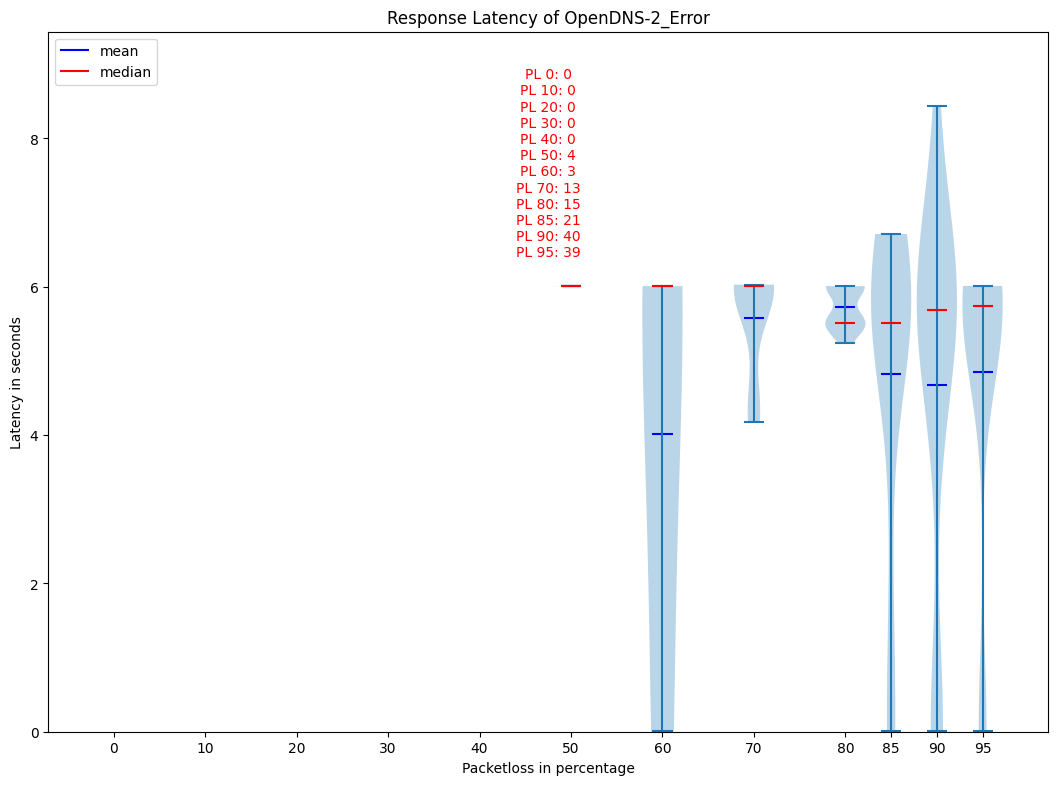 Response Latency of OpenDNS-2_Error
mean
median
PL 0: 0
PL 10: 0
PL 20: 0
PL 30: 0
PL 40: 0
PL 50: 4
PL 60: 3
PL 70: 13
PL 80: 15
PL 85: 21
PL 90: 40
PL 95: 39
Latency in seconds
8
6
4
2
0
0 10 20 30 40 50 60 70 80 85 90 95
Packetloss in percentage